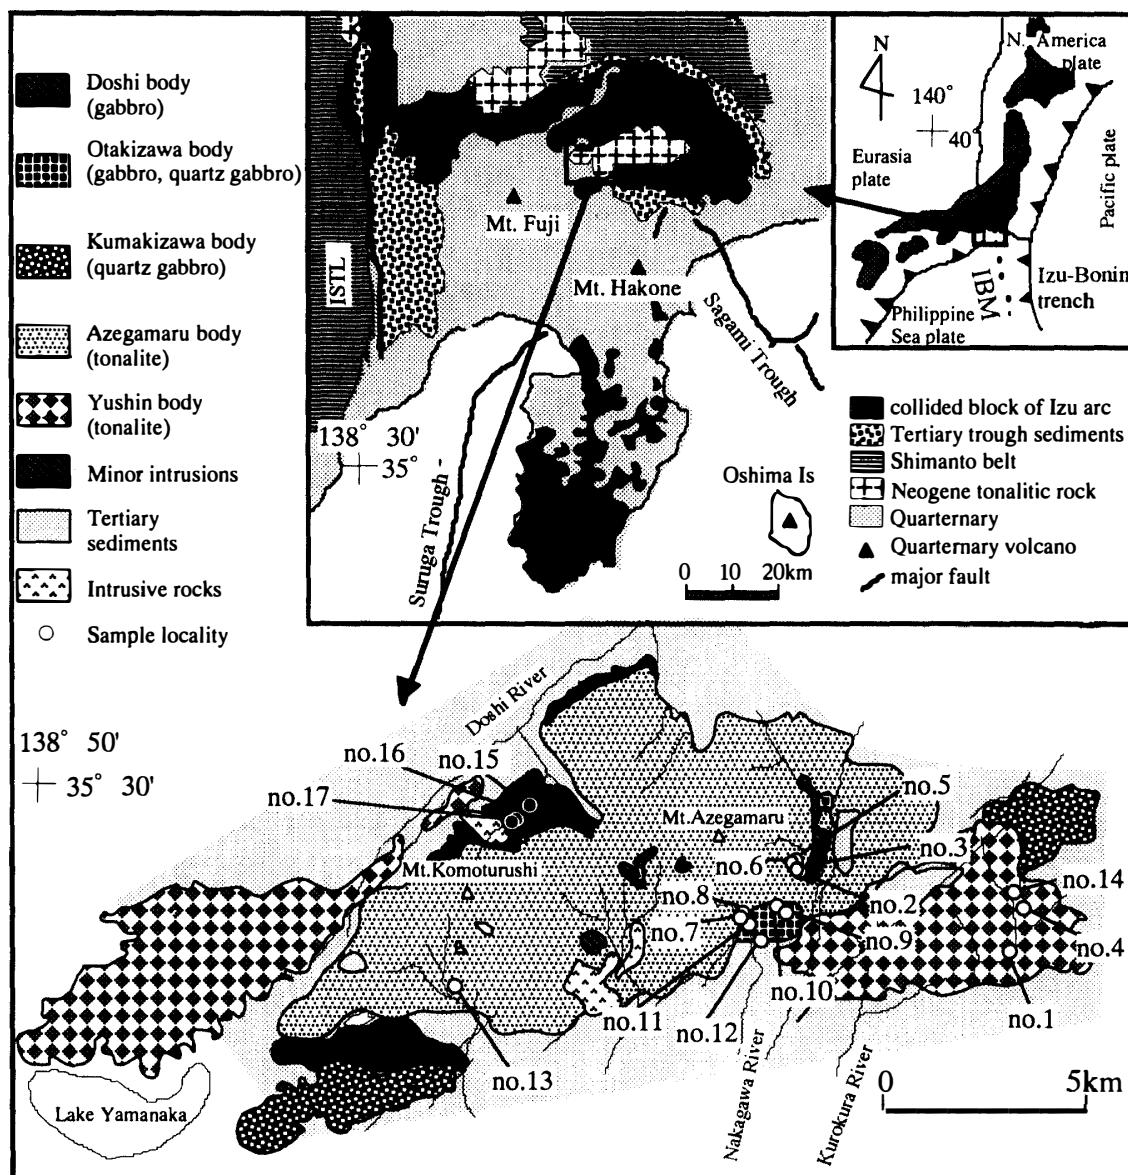 Doshi body
(gabbro)
Otakizawa body
(gabbro, quartz gabbro)
Kumakizawa body
(quartz gabbro)
Azegamaru body
(tonalite)
Yushin body
(tonalite)
Minor intrusions
Tertiary
sediments
Intrusive rocks
Sample locality
ISTL
Mt. Fuji
Mt. Hakone
Sagami Trough
Suruga Trough
138° 30'
35°
Oshima Is
0 10 20km
N
N. America
plate
140°
40°
Eurasia
plate
Pacific plate
IBM
Izu-Bonin
trench
Philippine
Sea plate
collided block of Izu arc
Tertiary trough sediments
Shimanto belt
Neogene tonalitic rock
Quarternary
Quarternary volcano
major fault
138° 50'
35° 30'
Doshi River
no.16
no.15
no.17
Mt.Komoturushi
Mt.Azegamaru
no.5
no.3
no.6
no.8
no.7
no.2
no.14
no.9
no.4
no.10
no.11
no.12
no.1
no.13
Nakagawa River
Kurokura River
Lake Yamanaka
0 5km